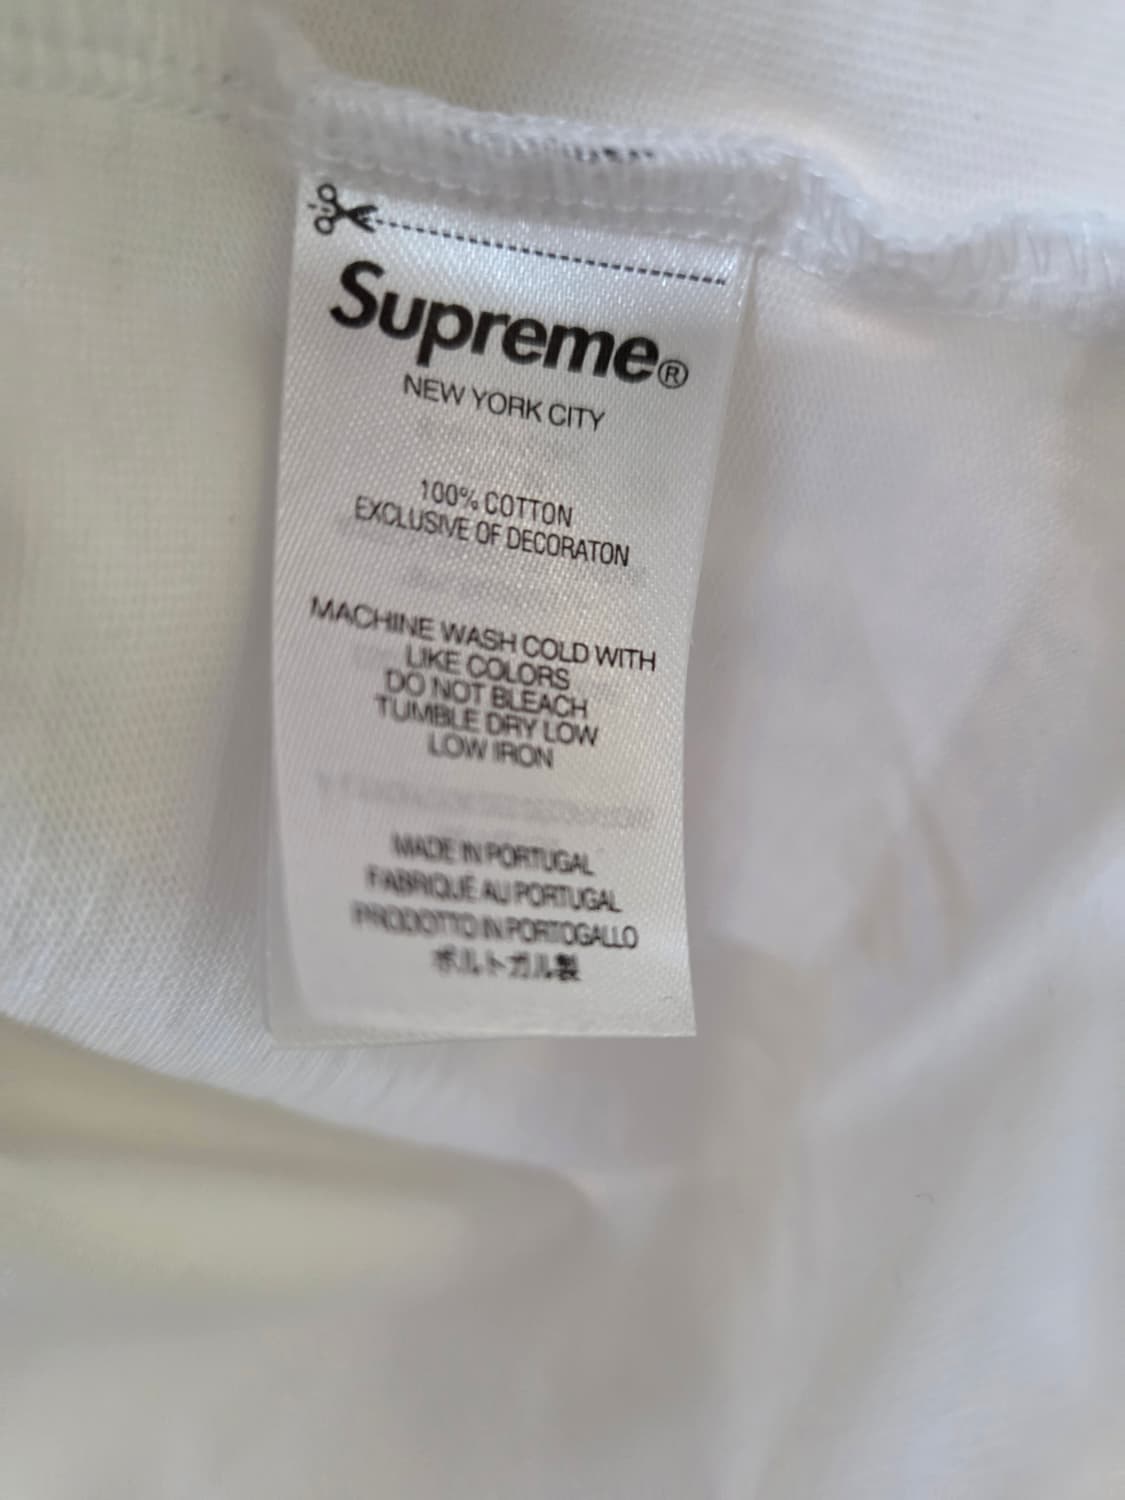 Supreme®
NEW YORK CITY
100% COTTON
EXCLUSIVE OF DECORATON
MACHINE WASH COLD WITH
LIKE COLORS
DO NOT BLEACH
TUMBLE DRY LOW
LOW IRON
MADE IN PORTUGAL
FABRIQUÉ AU PORTUGAL
PRODOTTO IN PORTOGALLO
ポルトガル製